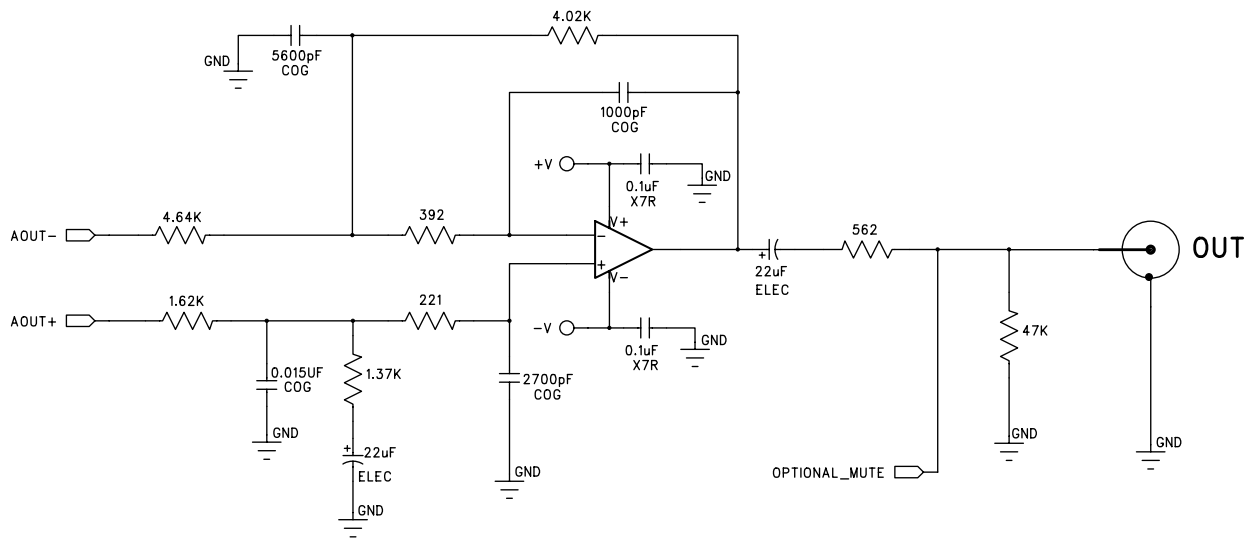 4.02K
GND
5600pF
COG
1000pF
COG
+V
GND
0.1uF
X7R
4.64K
392
V+
AOUT-
-
562
OUT
+
+
V-
22uF
ELEC
1.62K
221
AOUT+
-V
GND
0.1uF
X7R
47K
0.015UF
COG
1.37K
2700pF
COG
GND
GND
GND
+
22uF
ELEC
GND
OPTIONAL_MUTE
GND